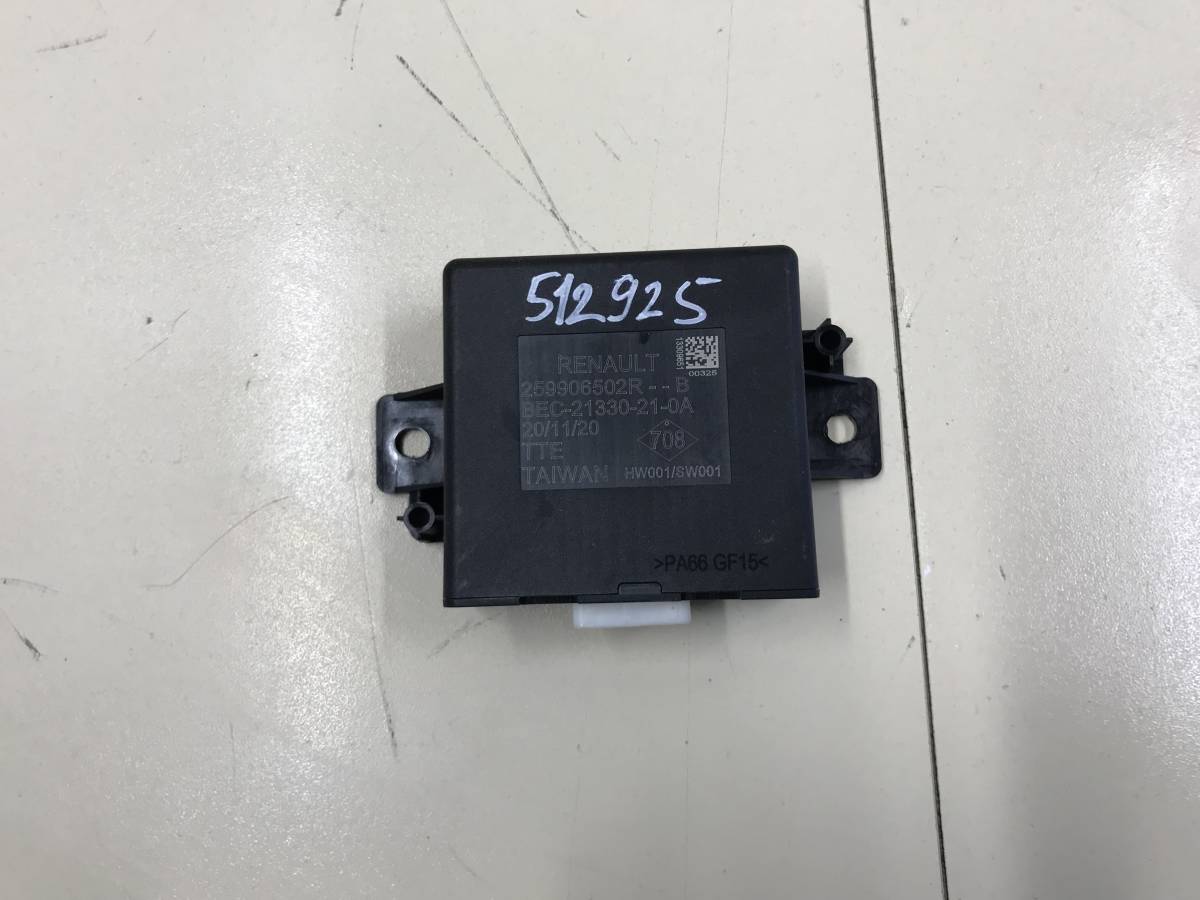 512925
RENAULT
13309651
00325
259906502R--B
BEC-21330-21-0A
20/11/20
708
TTE
TAIWAN HW001/SW001
>PA66 GF15<